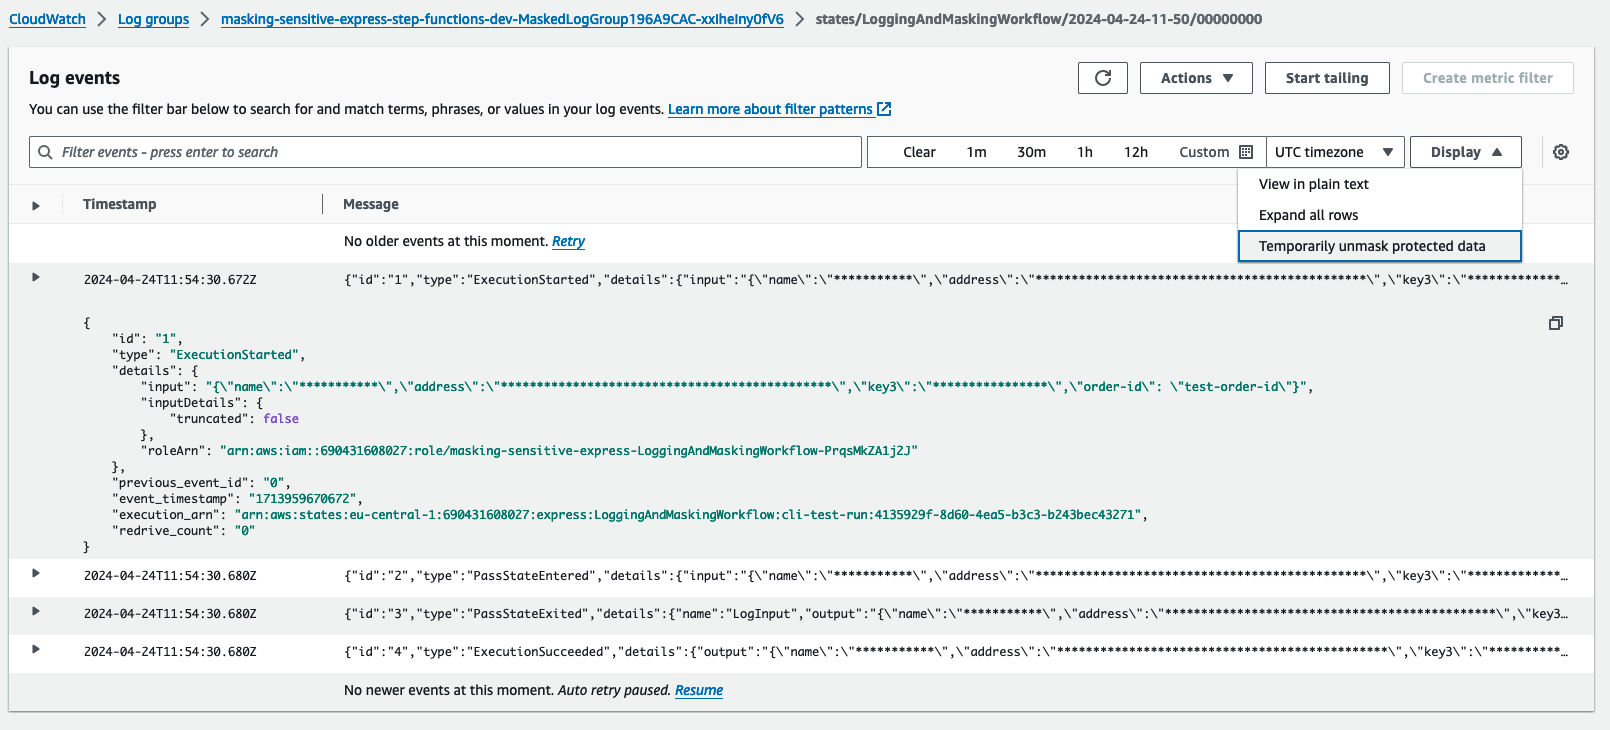 CloudWatch > Log groups > masking-sensitive-express-step-functions-dev-MaskedLogGroup196A9CAC-xxIheIny0fV6 > states/LoggingAndMaskingWorkflow/2024-04-24-11-50/00000000
Log events
Actions ▼ Start tailing Create metric filter
You can use the filter bar below to search for and match terms, phrases, or values in your log events. Learn more about filter patterns
Filter events - press enter to search
Clear 1m 30m 1h 12h Custom UTC timezone ▼ Display ▲
View in plain text
Expand all rows
Temporarily unmask protected data
Timestamp Message
No older events at this moment. Retry
2024-04-24T11:54:30.672Z {"id":"1","type":"ExecutionStarted","details":{"input":"{\"name\":\"***********\",\"address\":\"**********************************************\",\"key3\":\"*************…
{
"id": "1",
"type": "ExecutionStarted",
"details": {
"input": "{\"name\":\"***********\",\"address\":\"**********************************************\",\"key3\":\"****************\",\"order-id\": \"test-order-id\"}",
"inputDetails": {
"truncated": false
},
"roleArn": "arn:aws:iam::690431608027:role/masking-sensitive-express-LoggingAndMaskingWorkflow-PrqsMkZA1j2J"
},
"previous_event_id": "0",
"event_timestamp": "1713959670672",
"execution_arn": "arn:aws:states:eu-central-1:690431608027:express:LoggingAndMaskingWorkflow:cli-test-run:4135929f-8d60-4ea5-b3c3-b243bec43271",
"redrive_count": "0"
}
2024-04-24T11:54:30.680Z {"id":"2","type":"PassStateEntered","details":{"input":"{\"name\":\"***********\",\"address\":\"**********************************************\",\"key3\":\"*************…
2024-04-24T11:54:30.680Z {"id":"3","type":"PassStateExited","details":{"name":"LogInput","output":"{\"name\":\"***********\",\"address\":\"**********************************************\",\"key3…
2024-04-24T11:54:30.680Z {"id":"4","type":"ExecutionSucceeded","details":{"output":"{\"name\":\"***********\",\"address\":\"**********************************************\",\"key3\":\"**********…
No newer events at this moment. Auto retry paused. Resume